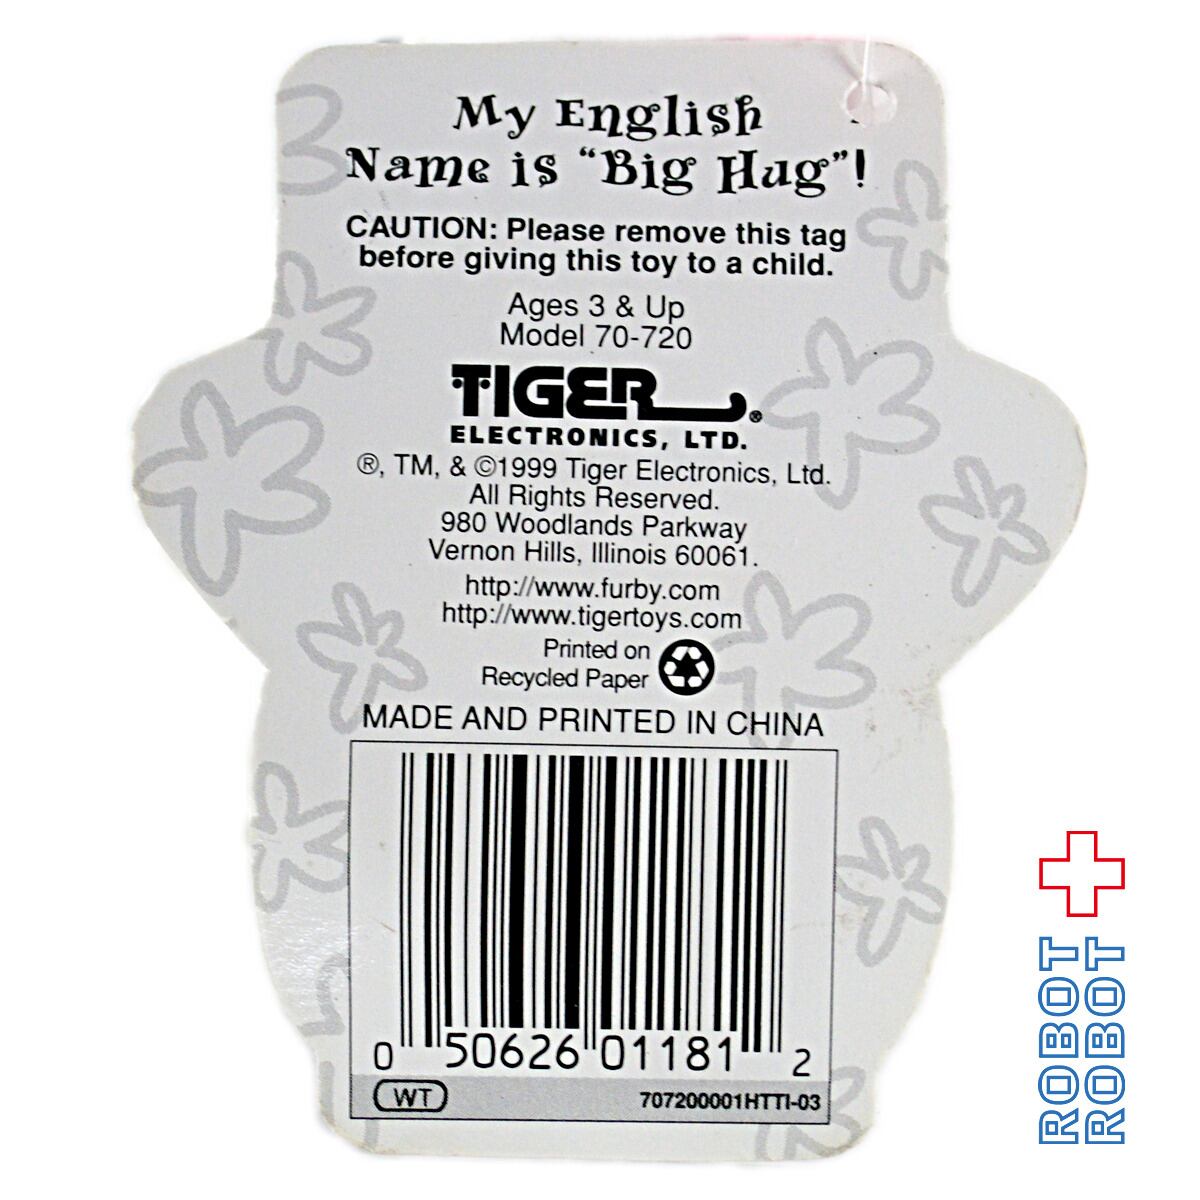 My English
Name is “Big Hug”!
CAUTION: Please remove this tag
before giving this toy to a child.
Ages 3 & Up
Model 70-720
TIGER®
ELECTRONICS, LTD.
®, TM, & ©1999 Tiger Electronics, Ltd.
All Rights Reserved.
980 Woodlands Parkway
Vernon Hills, Illinois 60061.
http://www.furby.com
http://www.tigertoys.com
Printed on
Recycled Paper
MADE AND PRINTED IN CHINA
0 50626 01181 2
WT 707200001HTTI-03
ROBOT
ROBOT